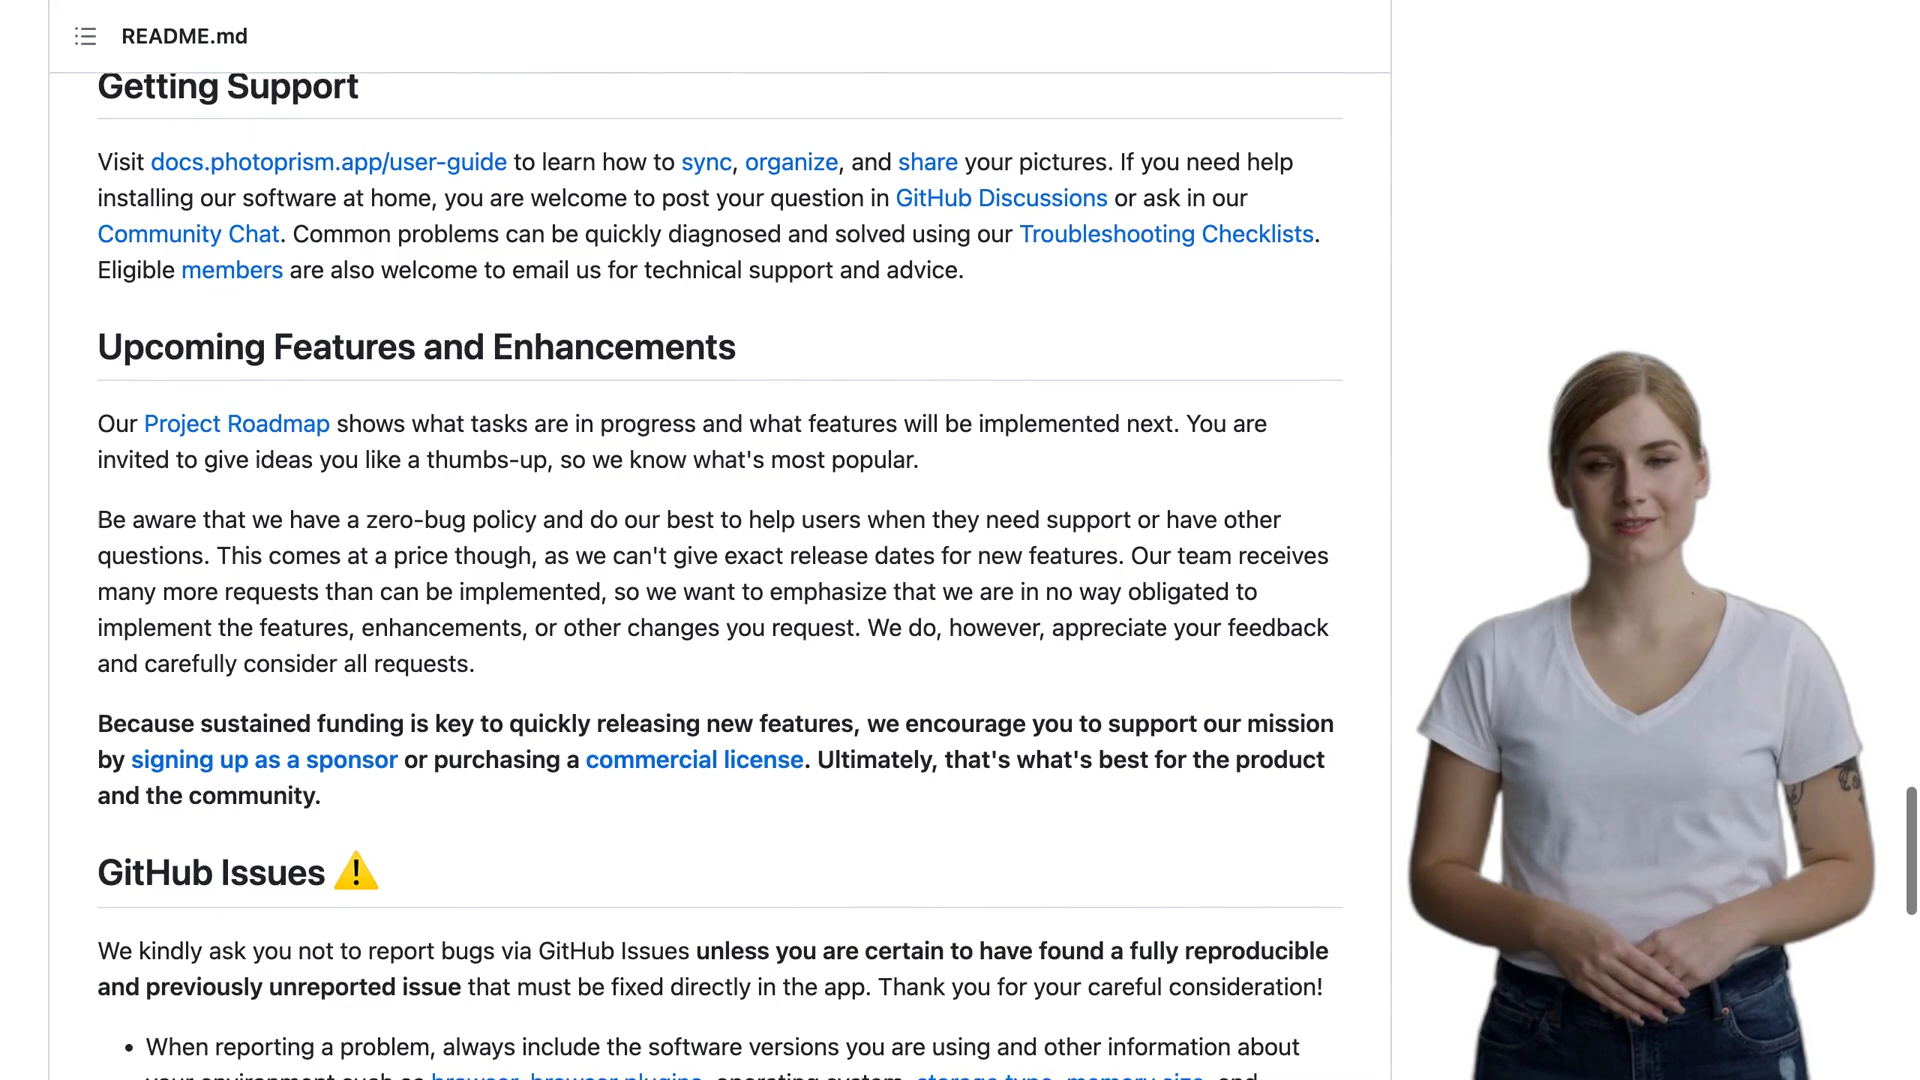 README.md
Getting Support
Visit docs.photoprism.app/user-guide to learn how to sync, organize, and share your pictures. If you need help
installing our software at home, you are welcome to post your question in GitHub Discussions or ask in our
Community Chat. Common problems can be quickly diagnosed and solved using our Troubleshooting Checklists.
Eligible members are also welcome to email us for technical support and advice.
Upcoming Features and Enhancements
Our Project Roadmap shows what tasks are in progress and what features will be implemented next. You are
invited to give ideas you like a thumbs-up, so we know what's most popular.
Be aware that we have a zero-bug policy and do our best to help users when they need support or have other
questions. This comes at a price though, as we can't give exact release dates for new features. Our team receives
many more requests than can be implemented, so we want to emphasize that we are in no way obligated to
implement the features, enhancements, or other changes you request. We do, however, appreciate your feedback
and carefully consider all requests.
Because sustained funding is key to quickly releasing new features, we encourage you to support our mission
by signing up as a sponsor or purchasing a commercial license. Ultimately, that's what's best for the product
and the community.
GitHub Issues ⚠️
We kindly ask you not to report bugs via GitHub Issues unless you are certain to have found a fully reproducible
and previously unreported issue that must be fixed directly in the app. Thank you for your careful consideration!
• When reporting a problem, always include the software versions you are using and other information about
your environment such as browser, browser plugins, operating system, storage type, memory size, and